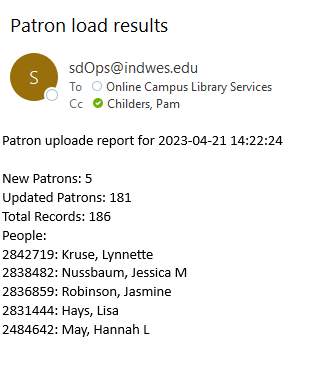 Patron load results
S
sdOps@indwes.edu
To Online Campus Library Services
Cc Childers, Pam
Patron uploade report for 2023-04-21 14:22:24
New Patrons: 5
Updated Patrons: 181
Total Records: 186
People:
2842719: Kruse, Lynnette
2838482: Nussbaum, Jessica M
2836859: Robinson, Jasmine
2831444: Hays, Lisa
2484642: May, Hannah L